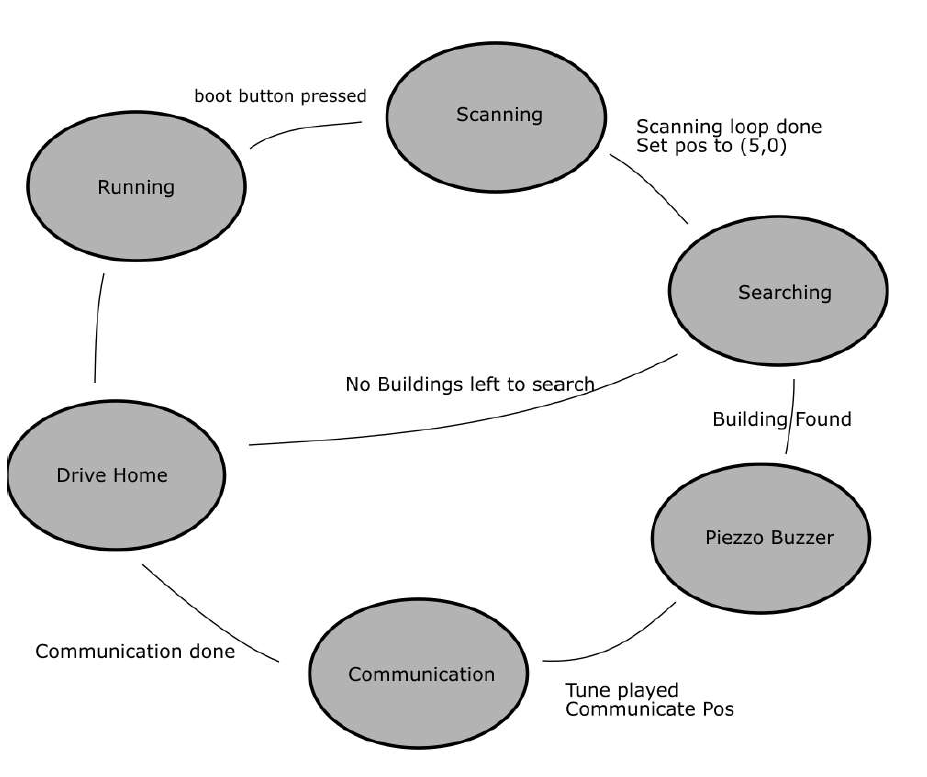 boot button pressed
Scanning
Scanning loop done
Set pos to (5,0)
Running
Searching
No Buildings left to search
Building Found
Drive Home
Piezzo Buzzer
Communication done
Communication
Tune played
Communicate Pos